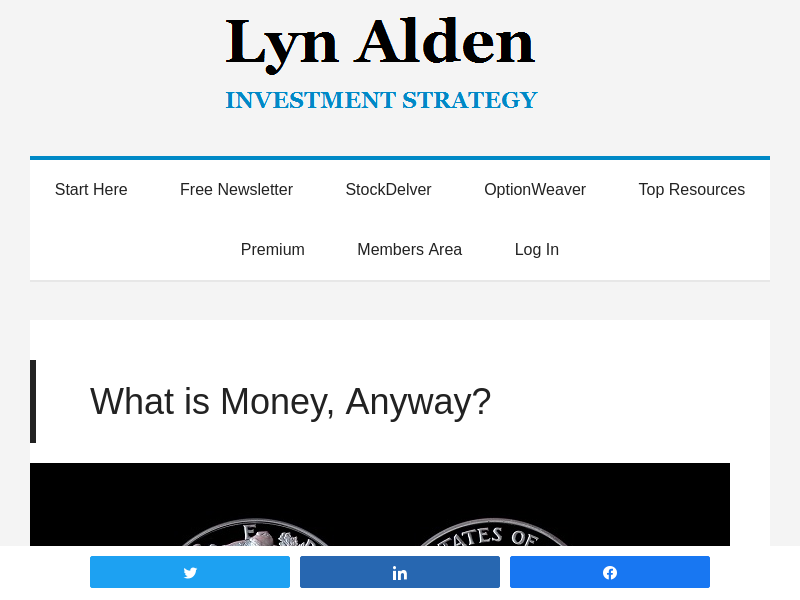 Lyn Alden
INVESTMENT STRATEGY
Start Here Free Newsletter StockDelver OptionWeaver Top Resources
Premium Members Area Log In
What is Money, Anyway?
TATES OF